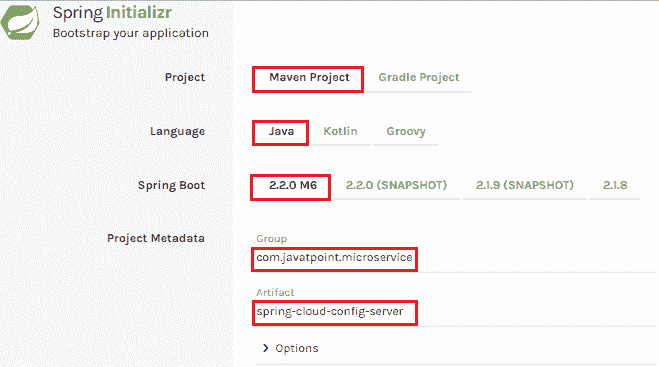 Spring Initializr
Bootstrap your application
Project Maven Project Gradle Project
Language Java Kotlin Groovy
Spring Boot 2.2.0 M6 2.2.0 (SNAPSHOT) 2.1.9 (SNAPSHOT) 2.1.8
Project Metadata Group
com.javatpoint.microservice
Artifact
spring-cloud-config-server
Options